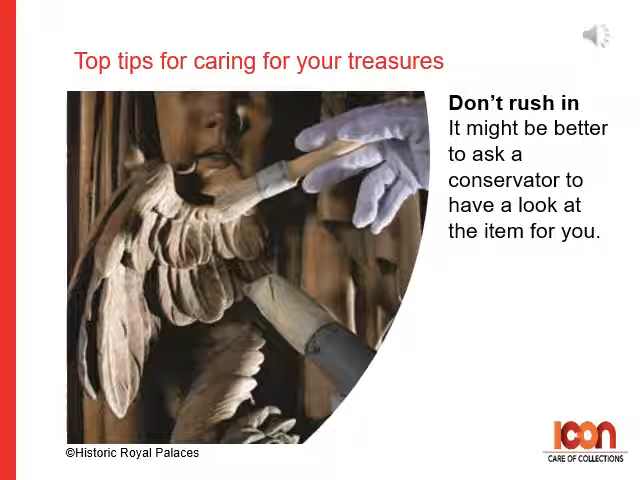 Top tips for caring for your treasures
Don’t rush in
It might be better
to ask a
conservator to
have a look at
the item for you.
©Historic Royal Palaces
Icon
CARE OF COLLECTIONS